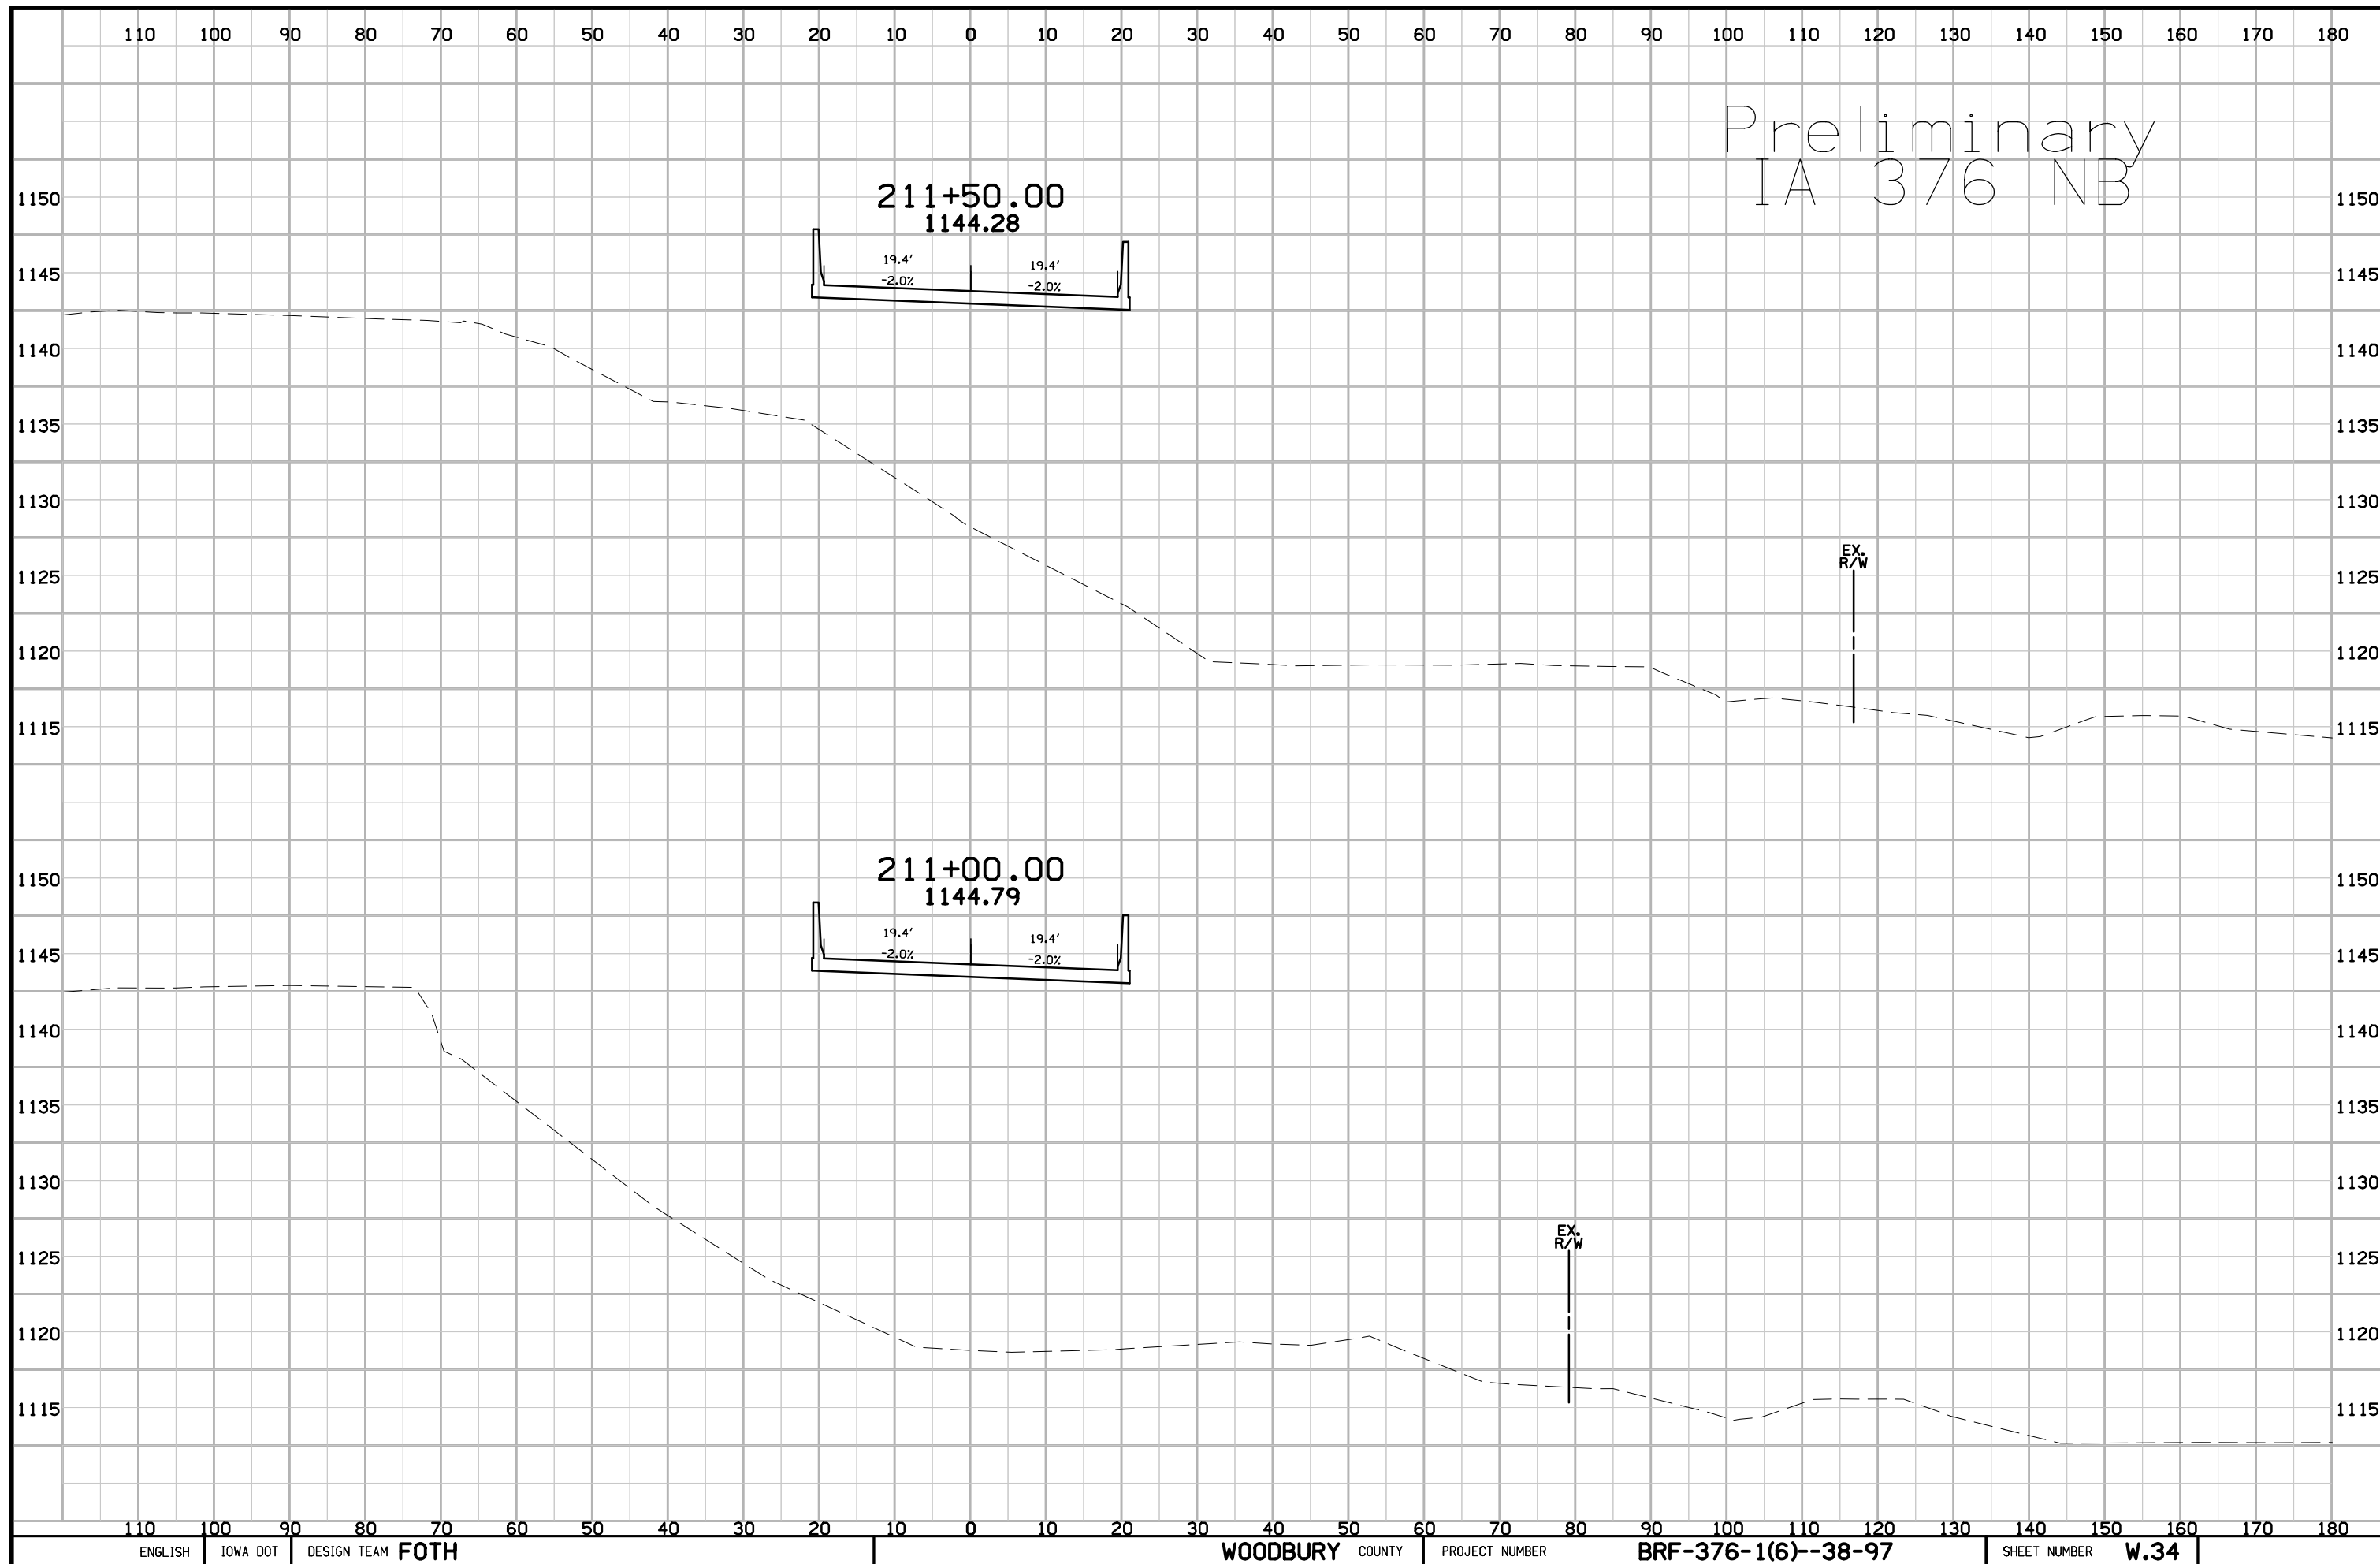 110 100 90 80 70 60 50 40 30 20 10 0 10 20 30 40 50 60 70 80 90 100 110 120 130 140 150 160 170 180
Preliminary
IA 376 NB
1150 211+50.00 1150
1144.28
19.4' 19.4'
1145 -2.0% -2.0% 1145
1140 1140
1135 1135
1130 1130
EX.
R/W
1125 1125
1120 1120
1115 1115
211+00.00
1150 1150
1144.79
19.4' 19.4'
1145 -2.0% -2.0% 1145
1140 1140
1135 1135
1130 1130
EX.
R/W
1125 1125
1120 1120
1115 1115
110 100 90 80 70 60 50 40 30 20 10 0 10 20 30 40 50 60 70 80 90 100 110 120 130 140 150 160 170 180
ENGLISH IOWA DOT DESIGN TEAM FOTH WOODBURY COUNTY PROJECT NUMBER BRF-376-1(6)--38-97 SHEET NUMBER W.34